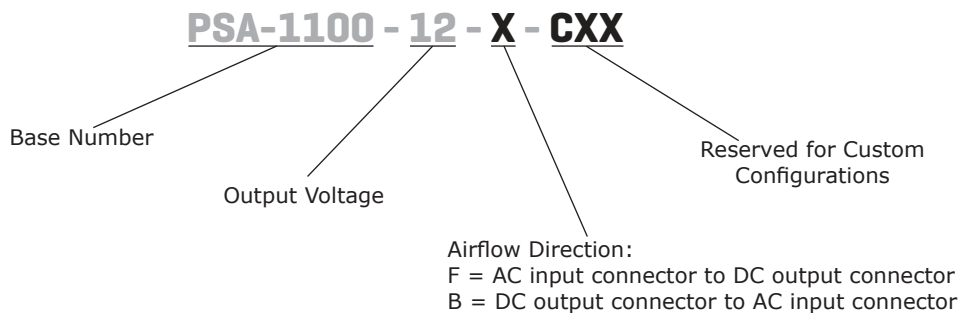 PSA-1100 - 12 - X - CXX
Base Number
Output Voltage
Reserved for Custom
Configurations
Airflow Direction:
F = AC input connector to DC output connector
B = DC output connector to AC input connector